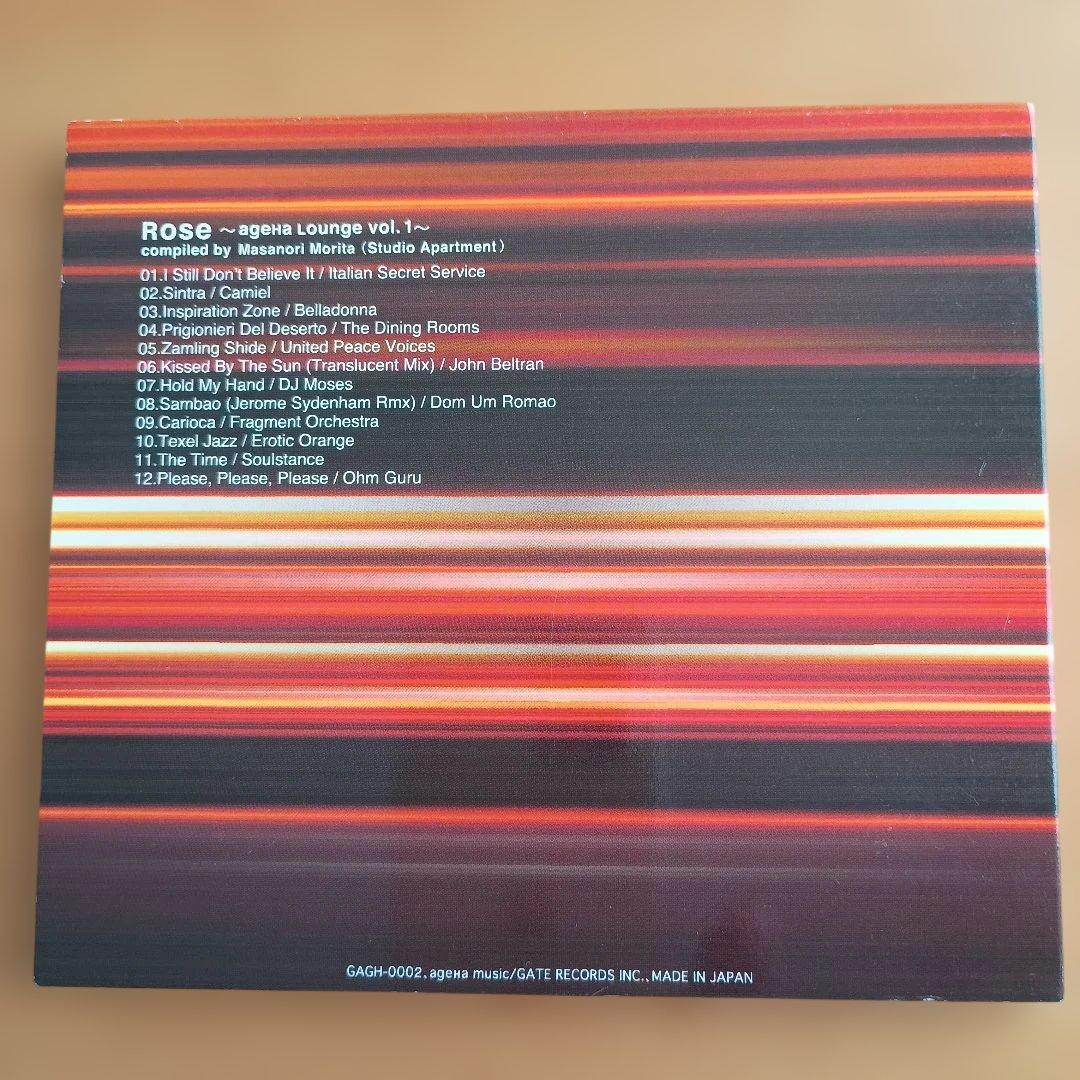 Rose ～ageHa Lounge vol.1～
compiled by Masanori Morita (Studio Apartment)
01.I Still Don't Believe It / Italian Secret Service
02.Sintra / Camiel
03.Inspiration Zone / Belladonna
04.Prigionieri Del Deserto / The Dining Rooms
05.Zamling Shide / United Peace Voices
06.Kissed By The Sun (Translucent Mix) / John Beltran
07.Hold My Hand / DJ Moses
08.Sambao (Jerome Sydenham Rmx) / Dom Um Romao
09.Carioca / Fragment Orchestra
10.Texel Jazz / Erotic Orange
11.The Time / Soulstance
12.Please, Please, Please / Ohm Guru
GAGH-0002, ageHa music/GATE RECORDS INC., MADE IN JAPAN